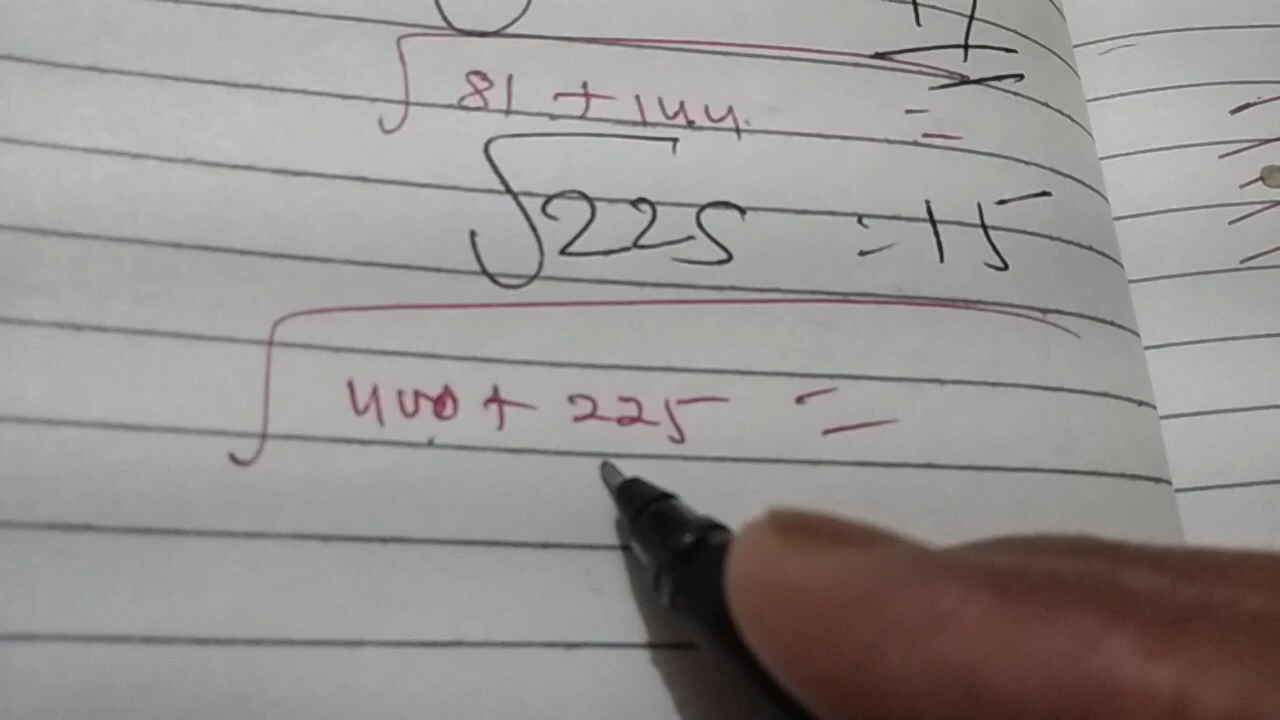 √81 + 144 =
√225 = 15
√400 + 225 =